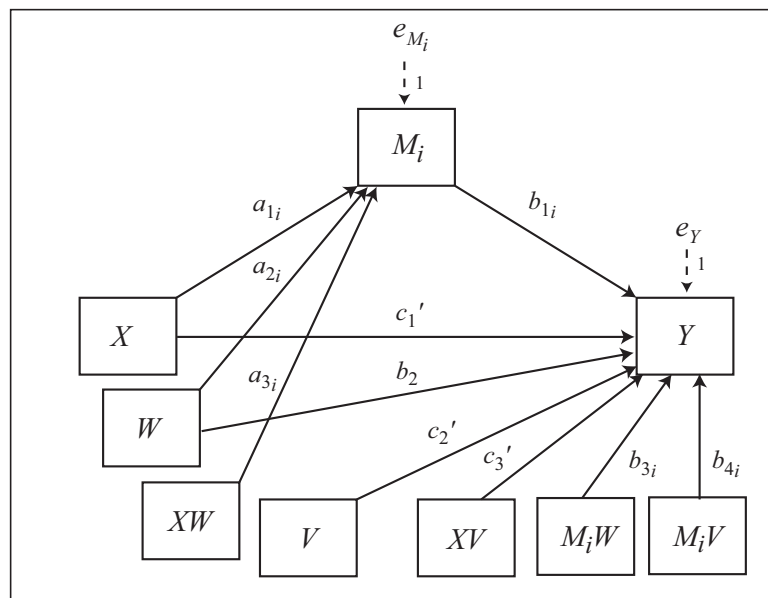 e_{M_i}
1
M_i
a_{1i}
b_{1i}
e_Y
1
a_{2i}
X
c_1′
Y
a_{3i}
b_2
W
c_2′
c_3′
b_{3i}
b_{4i}
XW
V
XV
M_iW
M_iV